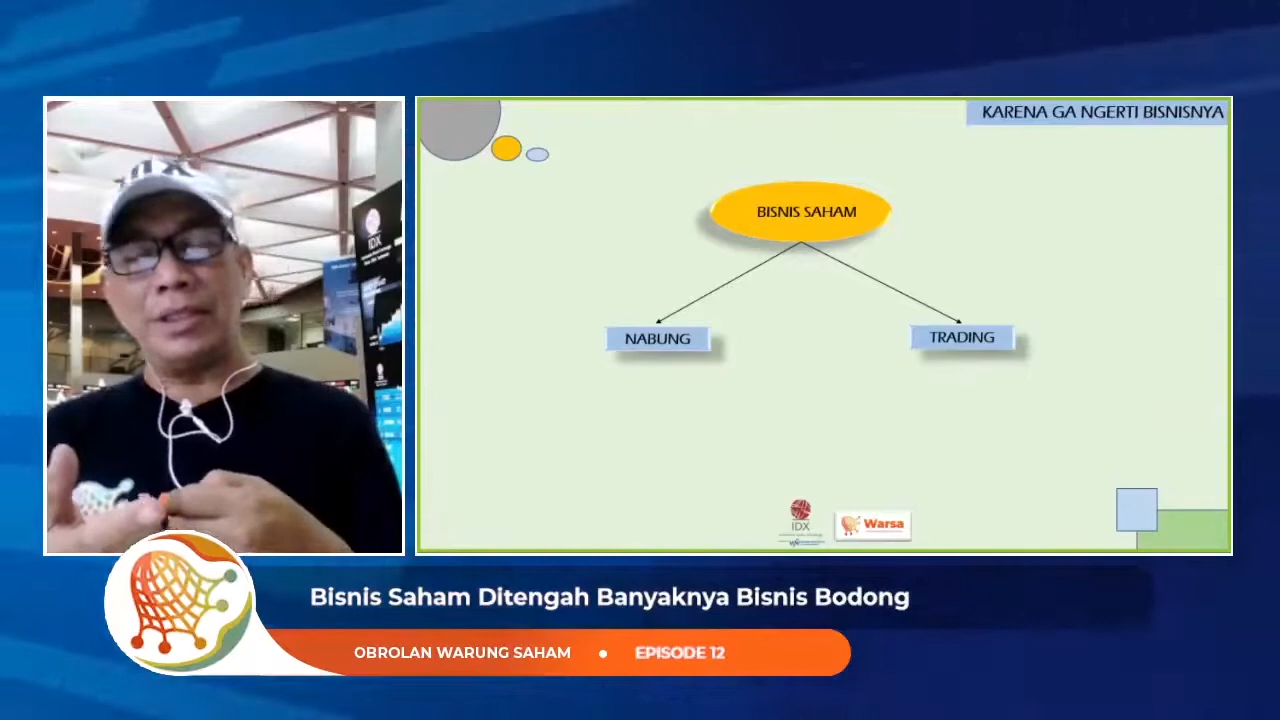 KARENA GA NGERTI BISNISNYA
BISNIS SAHAM
NABUNG
TRADING
IDX
IDX
Warsa
Bisnis Saham Ditengah Banyaknya Bisnis Bodong
OBROLAN WARUNG SAHAM • EPISODE 12